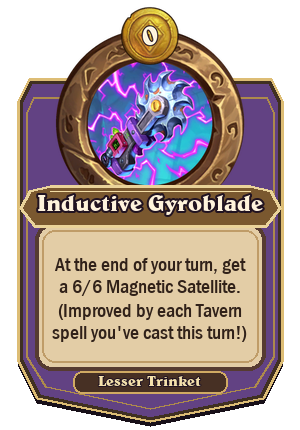 0
Inductive Gyroblade
At the end of your turn, get
a 6/6 Magnetic Satellite.
(Improved by each Tavern
spell you've cast this turn!)
Lesser Trinket